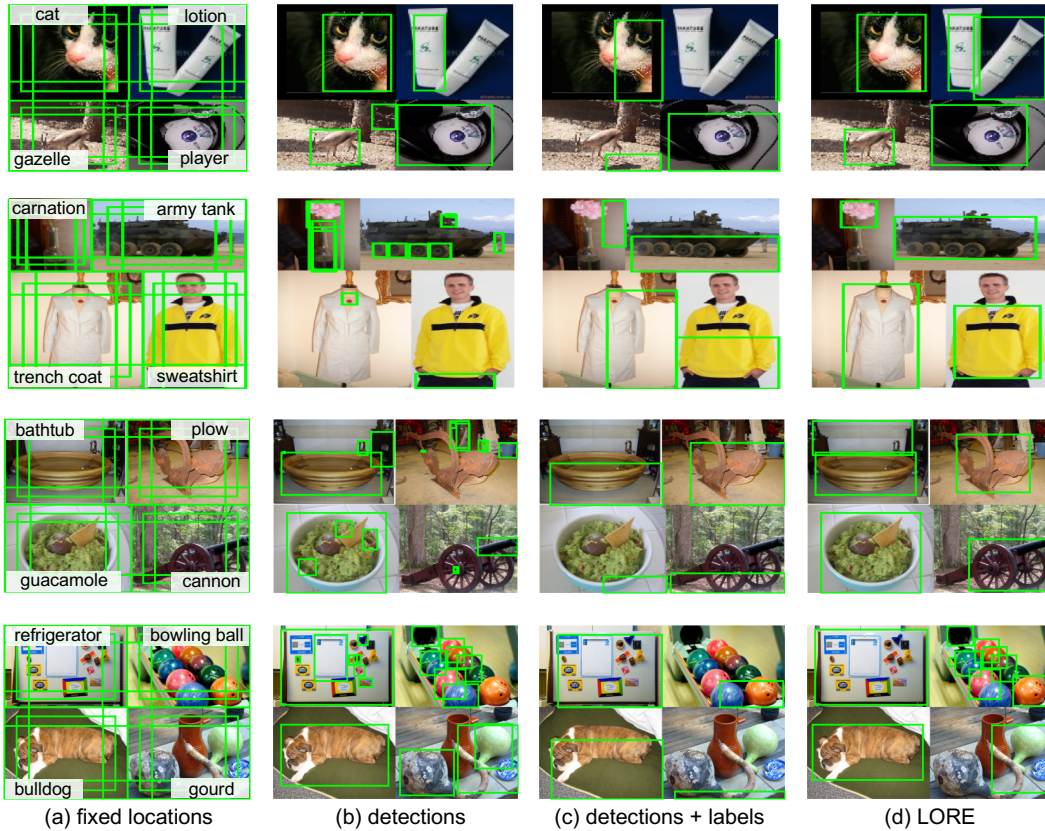 cat
lotion
gazelle
player
carnation
army tank
trench coat
sweatshirt
bathtub
plow
guacamole
cannon
refrigerator
bowling ball
bulldog
gourd
(a) fixed locations
(b) detections
(c) detections + labels
(d) LORE